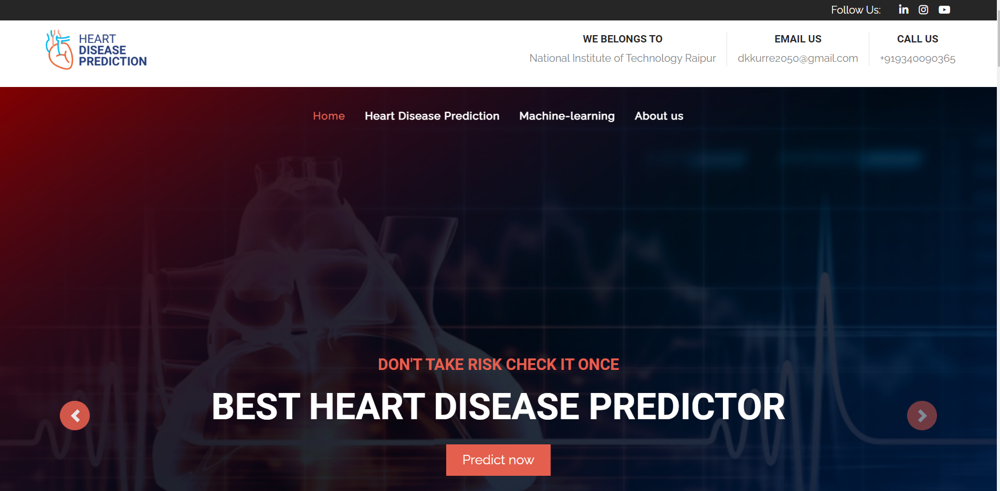 Follow Us:
HEART
DISEASE
PREDICTION
WE BELONGS TO
National Institute of Technology Raipur
EMAIL US
dkkurre2050@gmail.com
CALL US
+919340090365
Home
Heart Disease Prediction
Machine-learning
About us
DON'T TAKE RISK CHECK IT ONCE
BEST HEART DISEASE PREDICTOR
Predict now